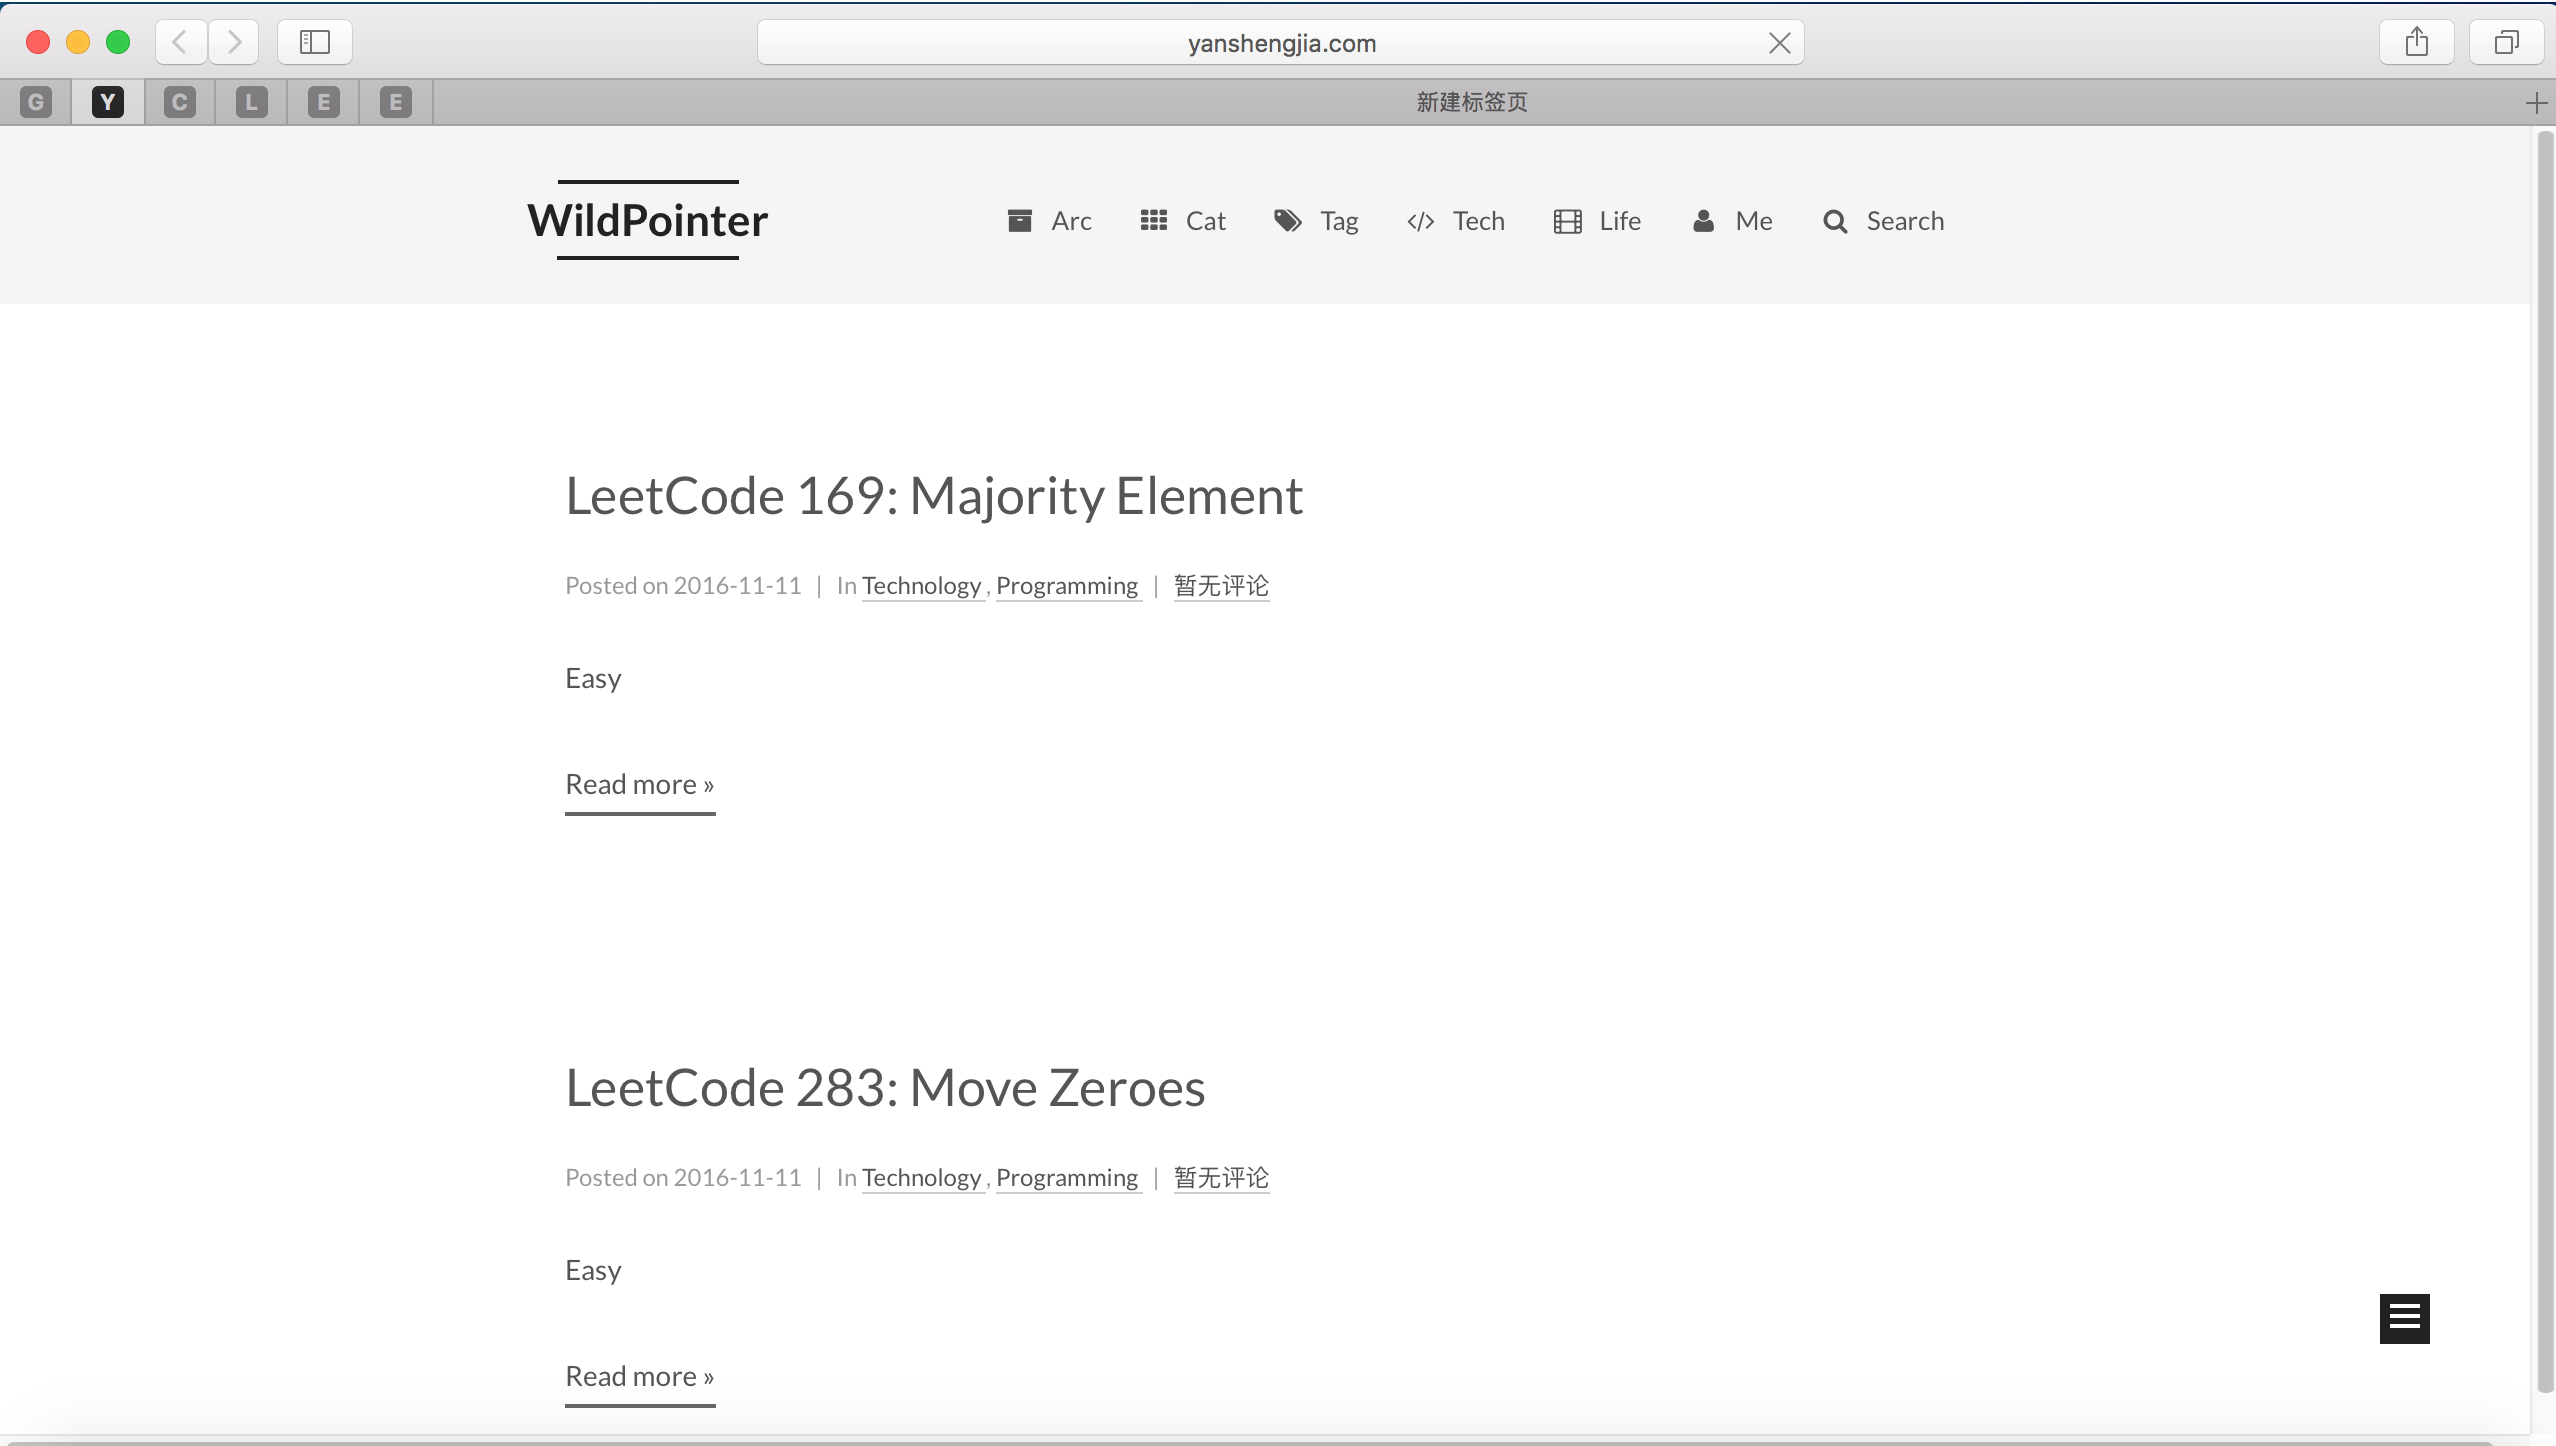 yanshengjia.com
G Y C L E E 新建标签页
WildPointer Arc Cat Tag </> Tech Life Me Search
LeetCode 169: Majority Element
Posted on 2016-11-11 | In Technology, Programming | 暂无评论
Easy
Read more »
LeetCode 283: Move Zeroes
Posted on 2016-11-11 | In Technology, Programming | 暂无评论
Easy
Read more »